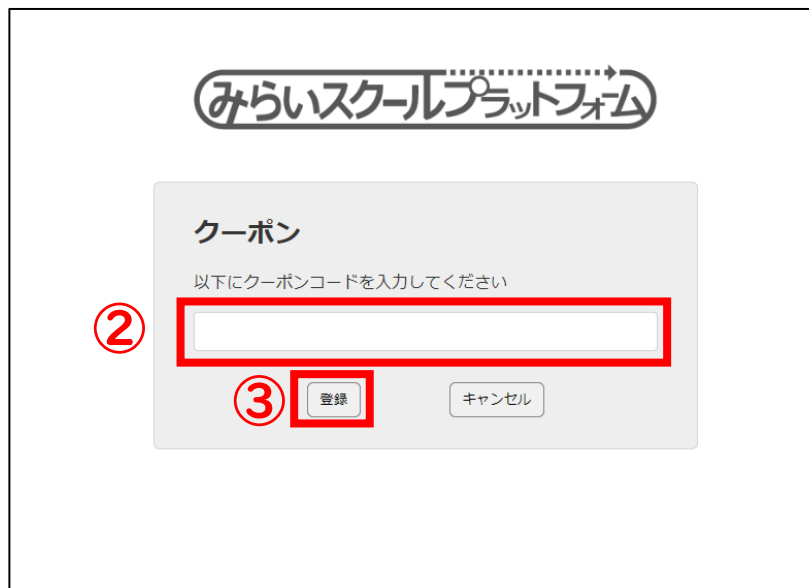 みらいスクールプラットフォーム
クーポン
以下にクーポンコードを入力してください
②
③ 登録 キャンセル